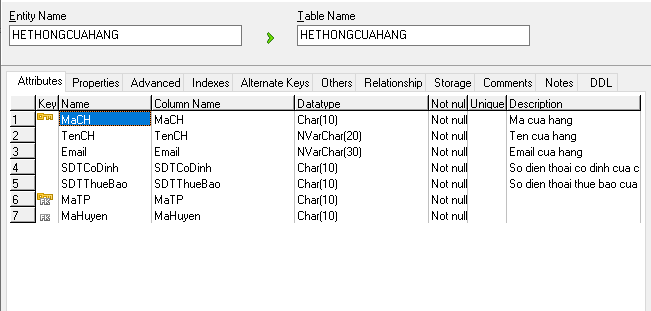 Entity Name Table Name
HETHONGCUAHANG HETHONGCUAHANG
Attributes Properties Advanced Indexes Alternate Keys Others Relationship Storage Comments Notes DDL
Key Name Column Name Datatype Not nul Unique Description
1 MaCH MaCH Char(10) Not null Ma cua hang
2 TenCH TenCH NVarChar(20) Not null Ten cua hang
3 Email Email NVarChar(30) Not null Email cua hang
4 SDTCoDinh SDTCoDinh Char(10) Not null So dien thoai co dinh cua c
5 SDTThueBao SDTThueBao Char(10) Not null So dien thoai thue bao cua
6 FK MaTP MaTP Char(10) Not null
7 FK MaHuyen MaHuyen Char(10) Not null